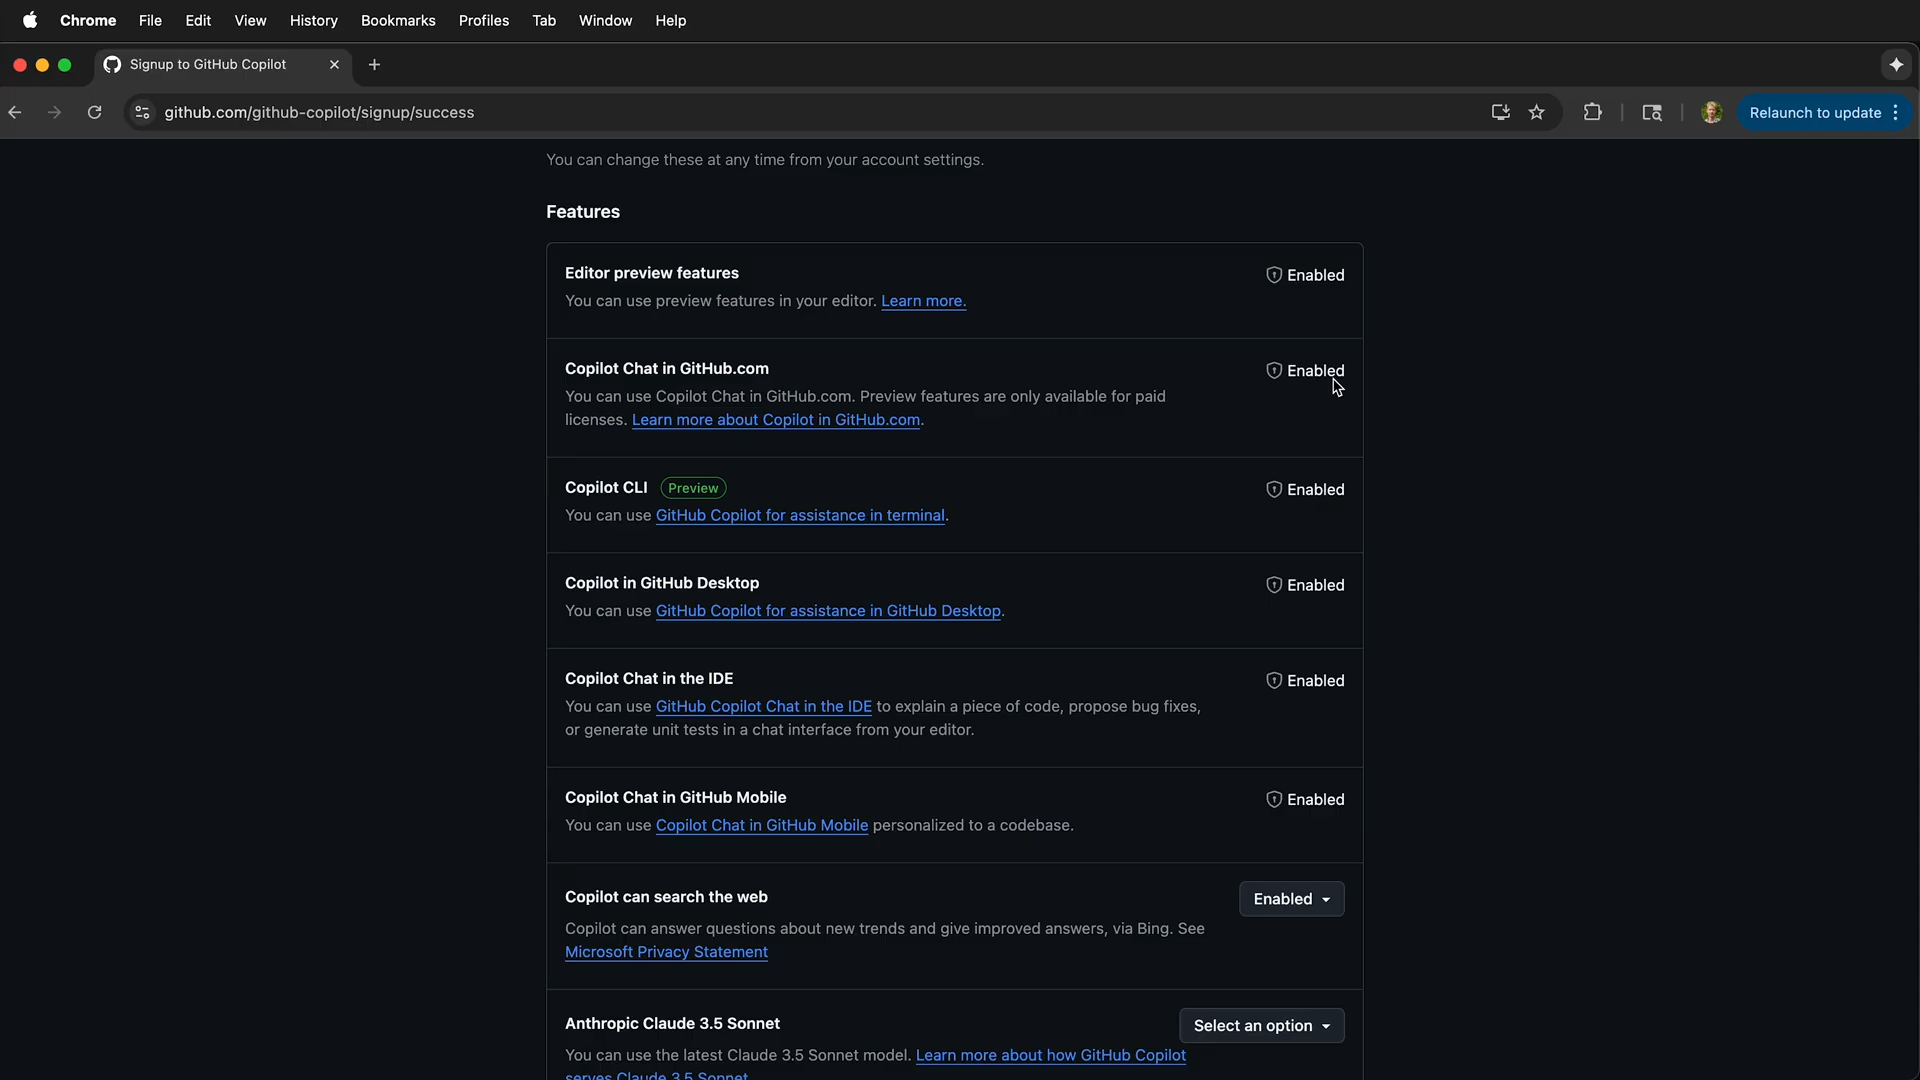 Chrome File Edit View History Bookmarks Profiles Tab Window Help
Signup to GitHub Copilot
github.com/github-copilot/signup/success
Relaunch to update
You can change these at any time from your account settings.
Features
Editor preview features
Enabled
You can use preview features in your editor. Learn more.
Copilot Chat in GitHub.com
Enabled
You can use Copilot Chat in GitHub.com. Preview features are only available for paid
licenses. Learn more about Copilot in GitHub.com.
Copilot CLI Preview
Enabled
You can use GitHub Copilot for assistance in terminal.
Copilot in GitHub Desktop
Enabled
You can use GitHub Copilot for assistance in GitHub Desktop.
Copilot Chat in the IDE
Enabled
You can use GitHub Copilot Chat in the IDE to explain a piece of code, propose bug fixes,
or generate unit tests in a chat interface from your editor.
Copilot Chat in GitHub Mobile
Enabled
You can use Copilot Chat in GitHub Mobile personalized to a codebase.
Copilot can search the web
Enabled
Copilot can answer questions about new trends and give improved answers, via Bing. See
Microsoft Privacy Statement
Anthropic Claude 3.5 Sonnet
Select an option
You can use the latest Claude 3.5 Sonnet model. Learn more about how GitHub Copilot
serves Claude 3.5 Sonnet